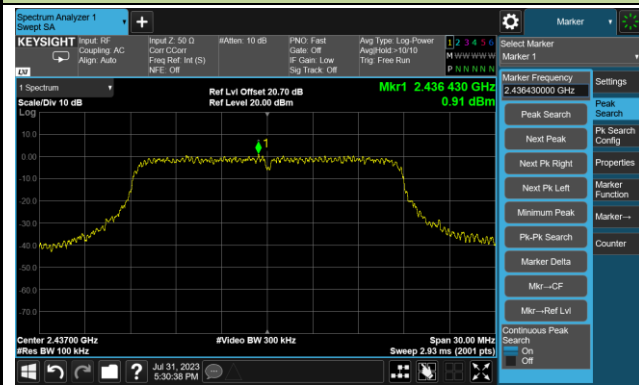 Spectrum Analyzer 1
Swept SA
+
Marker
KEYSIGHT
Input: RF
Coupling: AC
Align: Auto
Input Z: 50 Ω
Corr CCorr
Freq Ref: Int (S)
NFE: Off
#Atten: 10 dB
PNO: Fast
Gate: Off
IF Gain: Low
Sig Track: Off
Avg Type: Log-Power
Avg|Hold:>10/10
Trig: Free Run
1 2 3 4 5 6
M W W W W W
P N N N N N
LVI
Select Marker
Marker 1
1 Spectrum
Scale/Div 10 dB
Log
Ref Lvl Offset 20.70 dB
Ref Level 20.00 dBm
Mkr1 2.436 430 GHz
0.91 dBm
10.0
0.00
-10.0
-20.0
-30.0
-40.0
-50.0
-60.0
-70.0
1
Center 2.43700 GHz
#Res BW 100 kHz
#Video BW 300 kHz
Span 30.00 MHz
Sweep 2.93 ms (2001 pts)
Marker Frequency
2.436430000 GHz
Peak Search
Next Peak
Next Pk Right
Next Pk Left
Minimum Peak
Pk-Pk Search
Marker Delta
Mkr→CF
Mkr→Ref Lvl
Continuous Peak
Search
On
Off
Settings
Peak
Search
Pk Search
Config
Properties
Marker
Function
Marker→
Counter
?
Jul 31, 2023
5:30:38 PM